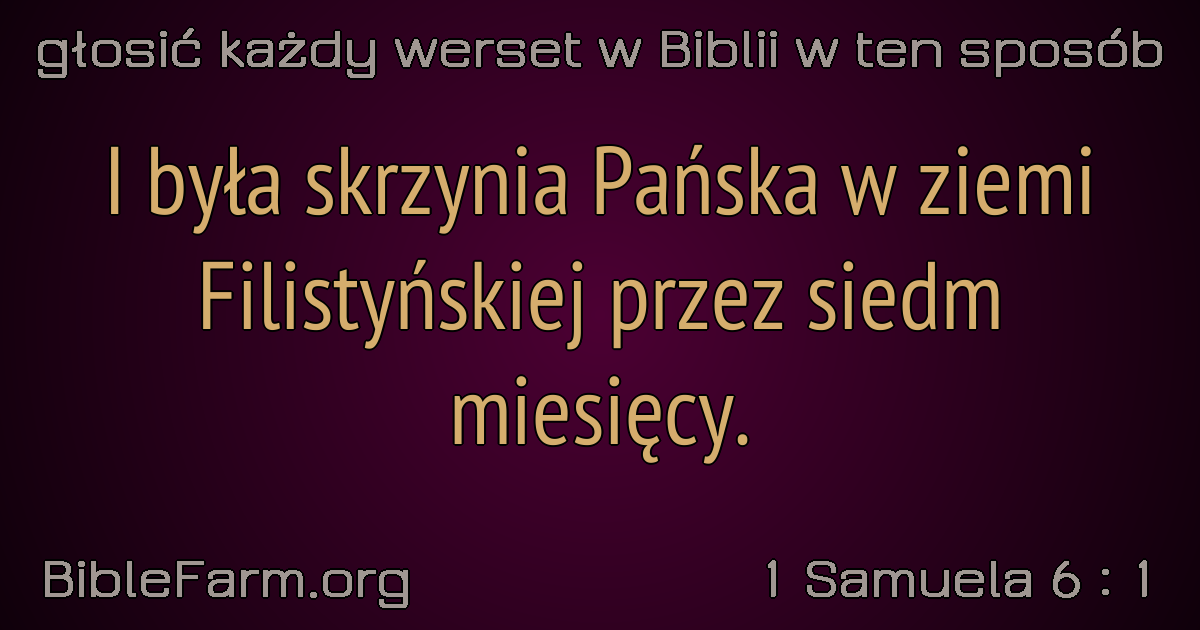 głosić każdy werset w Biblii w ten sposób
I była skrzynia Pańska w ziemi
Filistyńskiej przez siedm
miesięcy.
BibleFarm.org
1 Samuela 6 : 1